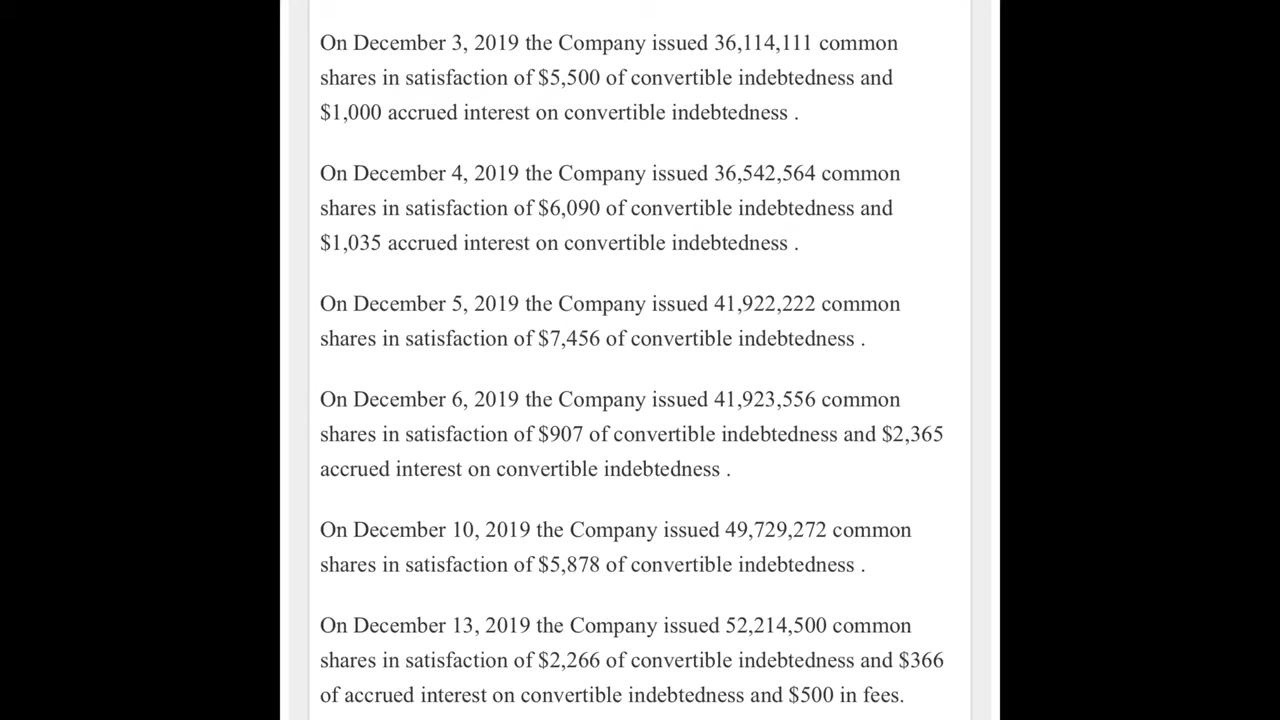 On December 3, 2019 the Company issued 36,114,111 common
shares in satisfaction of $5,500 of convertible indebtedness and
$1,000 accrued interest on convertible indebtedness .
On December 4, 2019 the Company issued 36,542,564 common
shares in satisfaction of $6,090 of convertible indebtedness and
$1,035 accrued interest on convertible indebtedness .
On December 5, 2019 the Company issued 41,922,222 common
shares in satisfaction of $7,456 of convertible indebtedness .
On December 6, 2019 the Company issued 41,923,556 common
shares in satisfaction of $907 of convertible indebtedness and $2,365
accrued interest on convertible indebtedness .
On December 10, 2019 the Company issued 49,729,272 common
shares in satisfaction of $5,878 of convertible indebtedness .
On December 13, 2019 the Company issued 52,214,500 common
shares in satisfaction of $2,266 of convertible indebtedness and $366
of accrued interest on convertible indebtedness and $500 in fees.